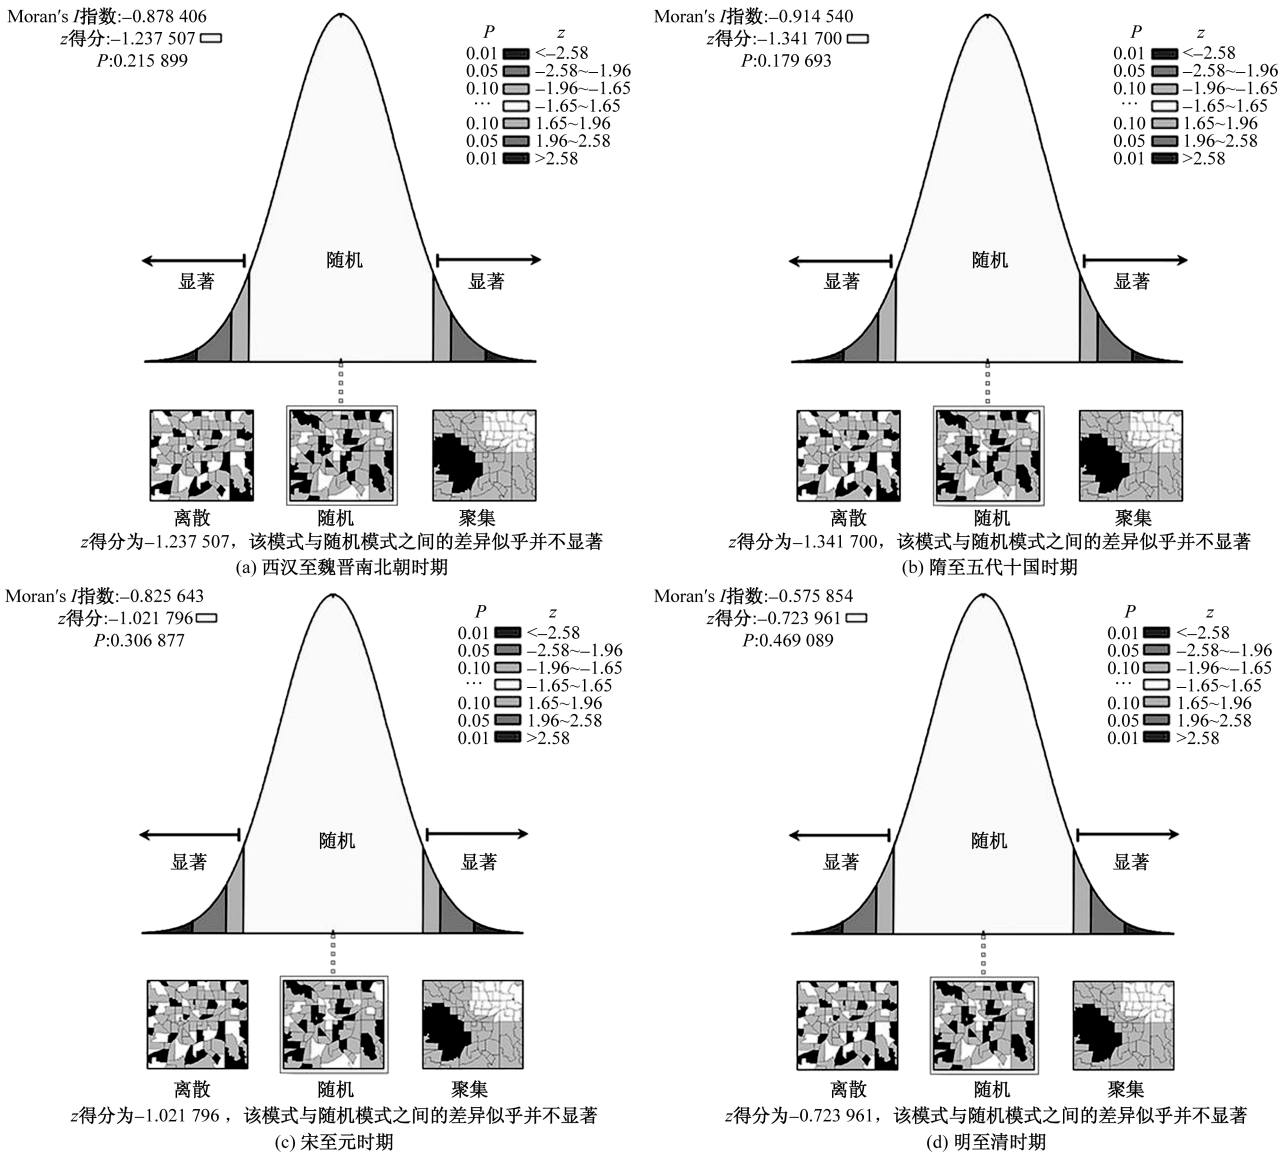 Moran′s I指数:–0.878 406
z得分:–1.237 507
P:0.215 899
P z
0.01 <–2.58
0.05 –2.58~–1.96
0.10 –1.96~–1.65
… –1.65~1.65
0.10 1.65~1.96
0.05 1.96~2.58
0.01 >2.58
随机
显著 显著
离散 随机 聚集
z得分为–1.237 507，该模式与随机模式之间的差异似乎并不显著
(a) 西汉至魏晋南北朝时期
Moran′s I指数:–0.914 540
z得分:–1.341 700
P:0.179 693
P z
0.01 <–2.58
0.05 –2.58~–1.96
0.10 –1.96~–1.65
… –1.65~1.65
0.10 1.65~1.96
0.05 1.96~2.58
0.01 >2.58
随机
显著 显著
离散 随机 聚集
z得分为–1.341 700，该模式与随机模式之间的差异似乎并不显著
(b) 隋至五代十国时期
Moran′s I指数:–0.825 643
z得分:–1.021 796
P:0.306 877
P z
0.01 <–2.58
0.05 –2.58~–1.96
0.10 –1.96~–1.65
… –1.65~1.65
0.10 1.65~1.96
0.05 1.96~2.58
0.01 >2.58
随机
显著 显著
离散 随机 聚集
z得分为–1.021 796 ，该模式与随机模式之间的差异似乎并不显著
(c) 宋至元时期
Moran′s I指数:–0.575 854
z得分:–0.723 961
P:0.469 089
P z
0.01 <–2.58
0.05 –2.58~–1.96
0.10 –1.96~–1.65
… –1.65~1.65
0.10 1.65~1.96
0.05 1.96~2.58
0.01 >2.58
随机
显著 显著
离散 随机 聚集
z得分为–0.723 961，该模式与随机模式之间的差异似乎并不显著
(d) 明至清时期